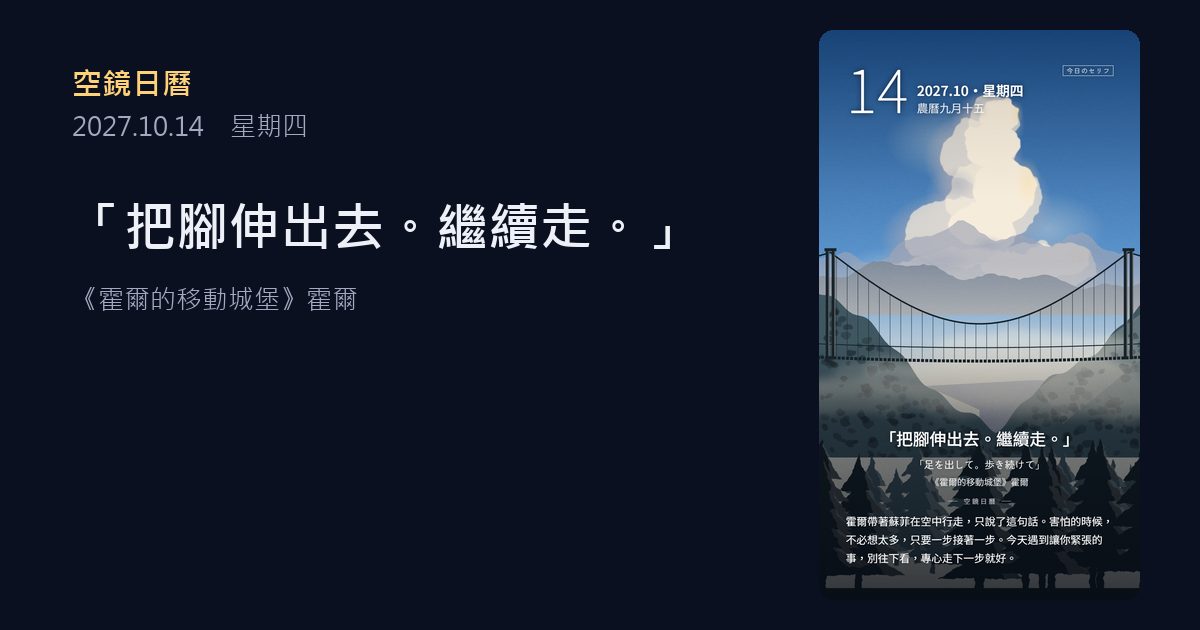 空鏡日曆
2027.10.14 星期四
「把腳伸出去。繼續走。」
《霍爾的移動城堡》霍爾
今日のセリフ
14
2027.10・星期四
農曆九月十五
「把腳伸出去。繼續走。」
「足を出して。歩き続けて」
《霍爾的移動城堡》霍爾
— 空鏡日曆 —
霍爾帶著蘇菲在空中行走，只說了這句話。害怕的時候，
不必想太多，只要一步接著一步。今天遇到讓你緊張的
事，別往下看，專心走下一步就好。